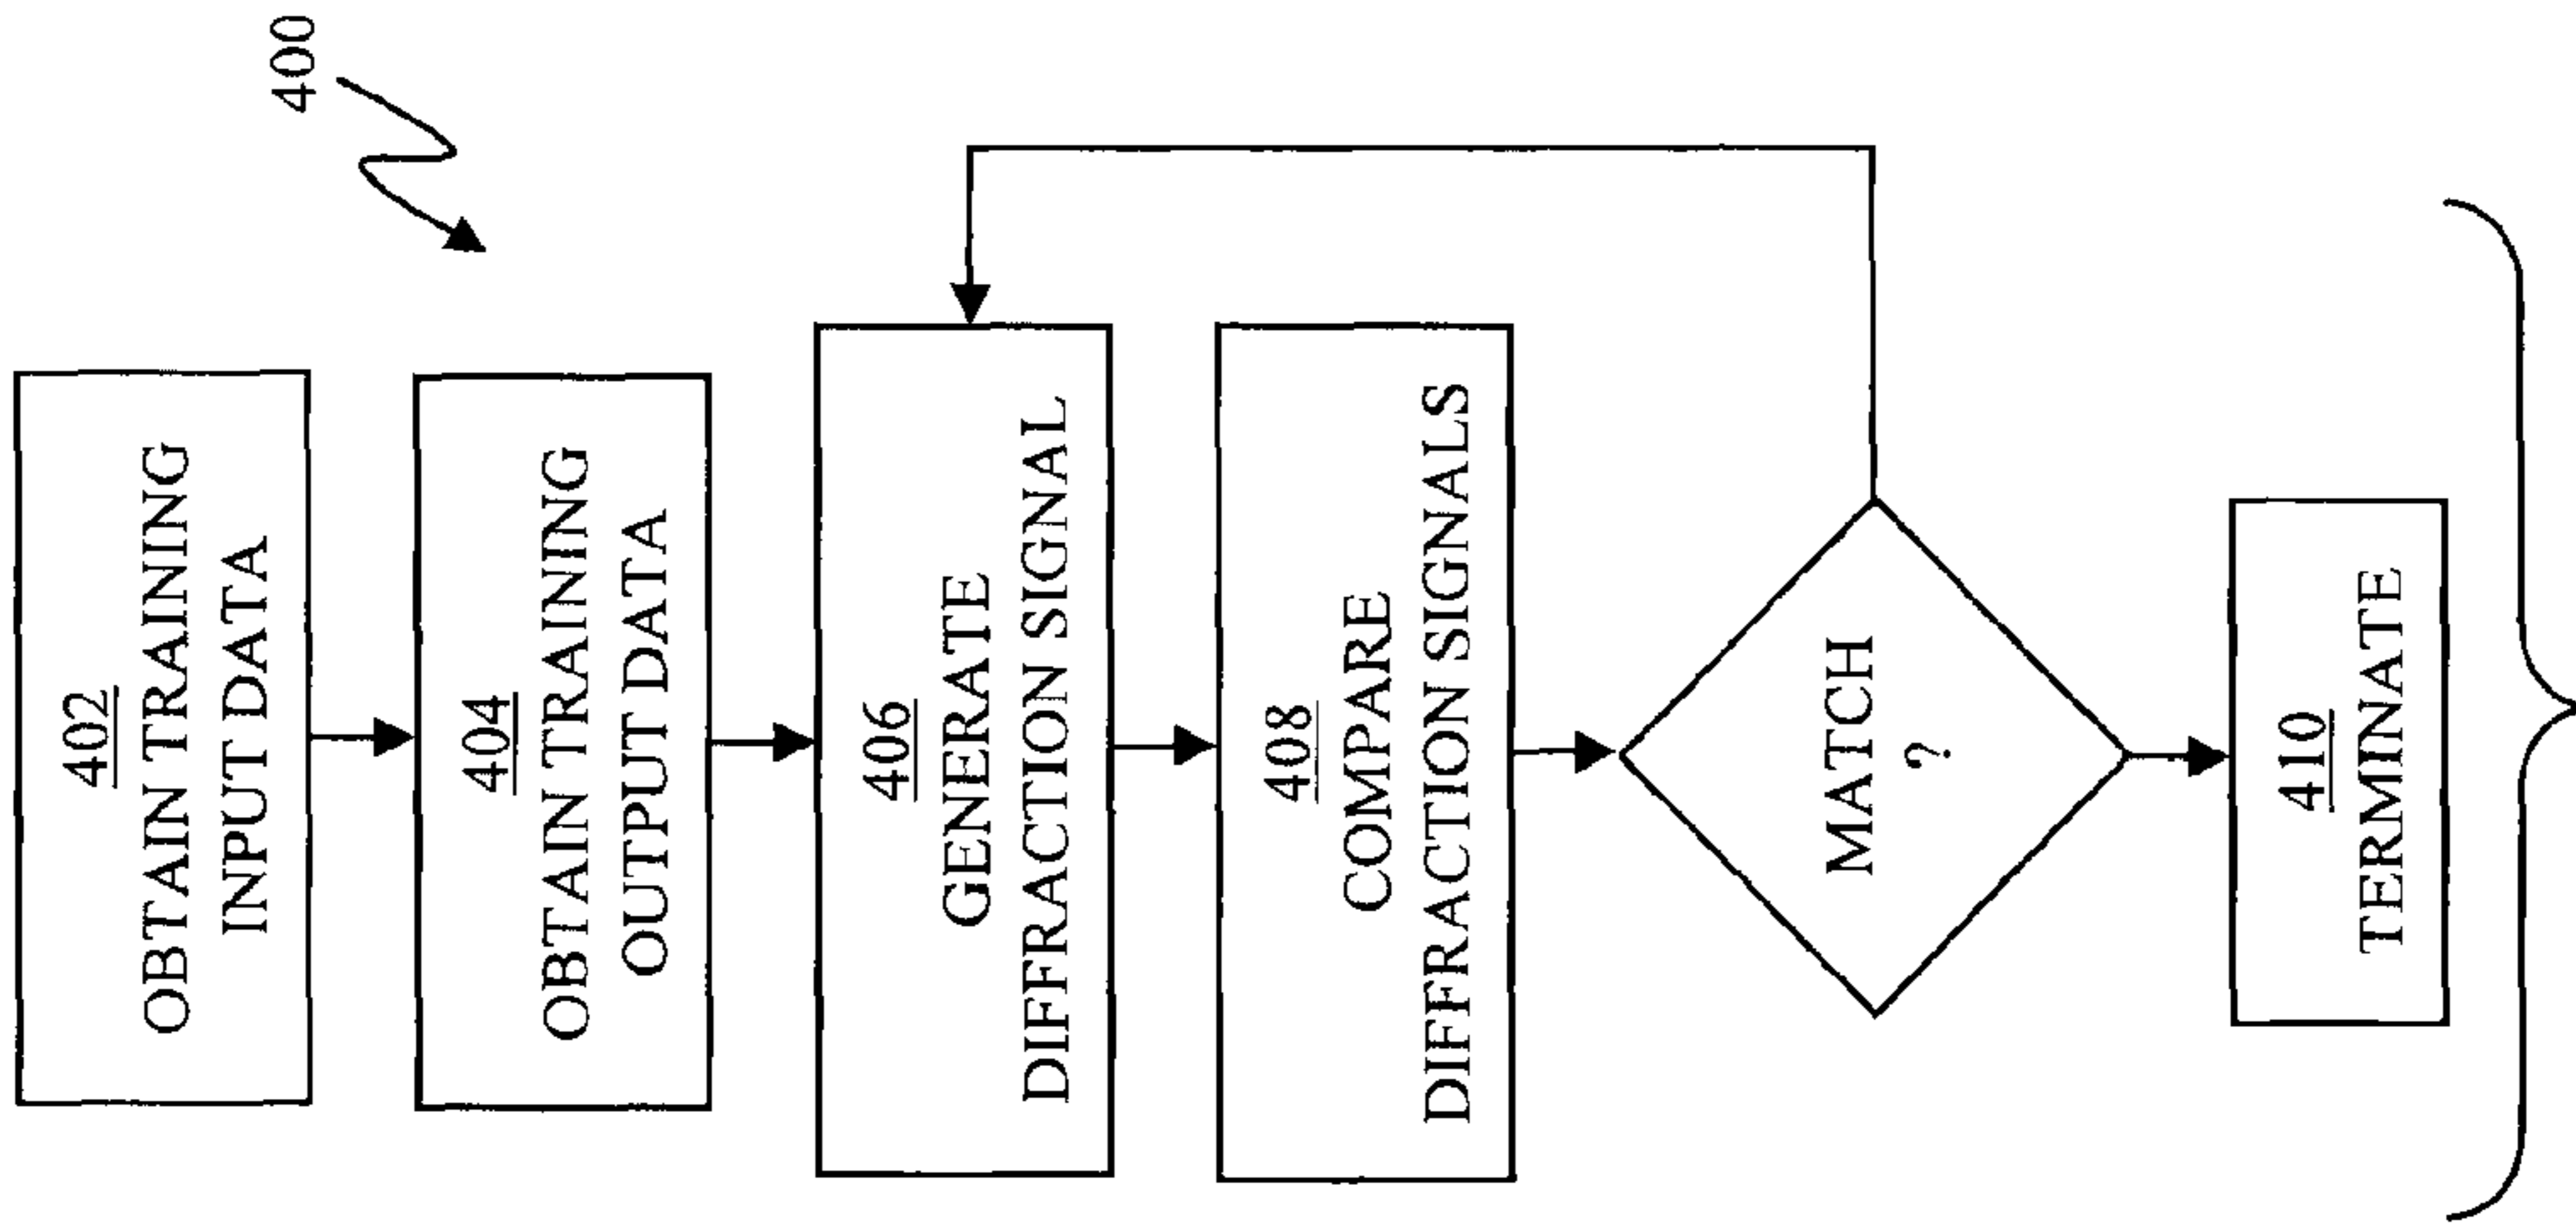 400
402
OBTAIN TRAINING
INPUT DATA
404
OBTAIN TRAINING
OUTPUT DATA
406
GENERATE
DIFFRACTION SIGNAL
408
COMPARE
DIFFRACTION SIGNALS
MATCH
?
410
TERMINATE